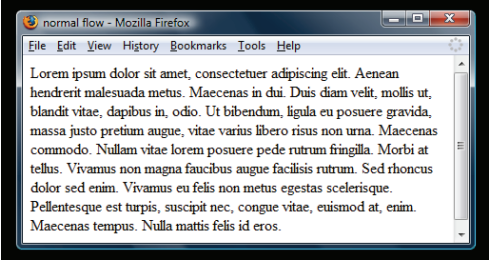 normal flow - Mozilla Firefox
File Edit View History Bookmarks Tools Help
Lorem ipsum dolor sit amet, consectetuer adipiscing elit. Aenean
hendrerit malesuada metus. Maecenas in dui. Duis diam velit, mollis ut,
blandit vitae, dapibus in, odio. Ut bibendum, ligula eu posuere gravida,
massa justo pretium augue, vitae varius libero risus non urna. Maecenas
commodo. Nullam vitae lorem posuere pede rutrum fringilla. Morbi at
tellus. Vivamus non magna faucibus augue facilisis rutrum. Sed rhoncus
dolor sed enim. Vivamus eu felis non metus egestas scelerisque.
Pellentesque est turpis, suscipit nec, congue vitae, euismod at, enim.
Maecenas tempus. Nulla mattis felis id eros.